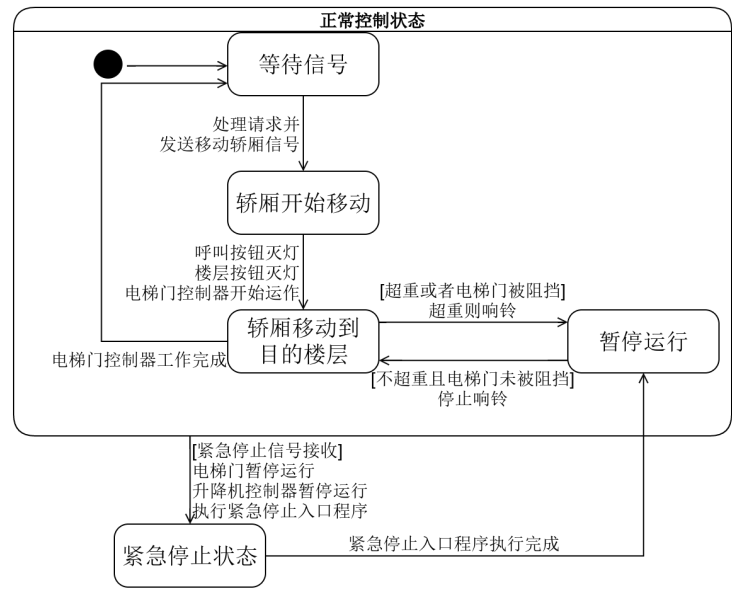 正常控制状态
等待信号
处理请求并
发送移动轿厢信号
轿厢开始移动
呼叫按钮灭灯
楼层按钮灭灯
电梯门控制器开始运作
[超重或者电梯门被阻挡]
超重则响铃
轿厢移动到
目的楼层
暂停运行
电梯门控制器工作完成
[不超重且电梯门未被阻挡]
停止响铃
[紧急停止信号接收]
电梯门暂停运行
升降机控制器暂停运行
执行紧急停止入口程序
紧急停止状态
紧急停止入口程序执行完成